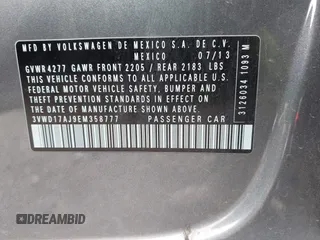 MFD BY VOLKSWAGEN DE MEXICO S.A. DE C.V.
MEXICO 07/13
GVWR4277 GAWR FRONT 2205 / REAR 2183 LBS
THIS VEHICLE CONFORMS TO ALL APPLICABLE U.S.
FEDERAL MOTOR VEHICLE SAFETY, BUMPER AND
THEFT PREVENTION STANDARDS IN EFFECT ON THE
DATE OF MANUFACTURE SHOWN ABOVE.
3VWD17AJ9EM358777 PASSENGER CAR
3126034 1093 M
DREAMBID